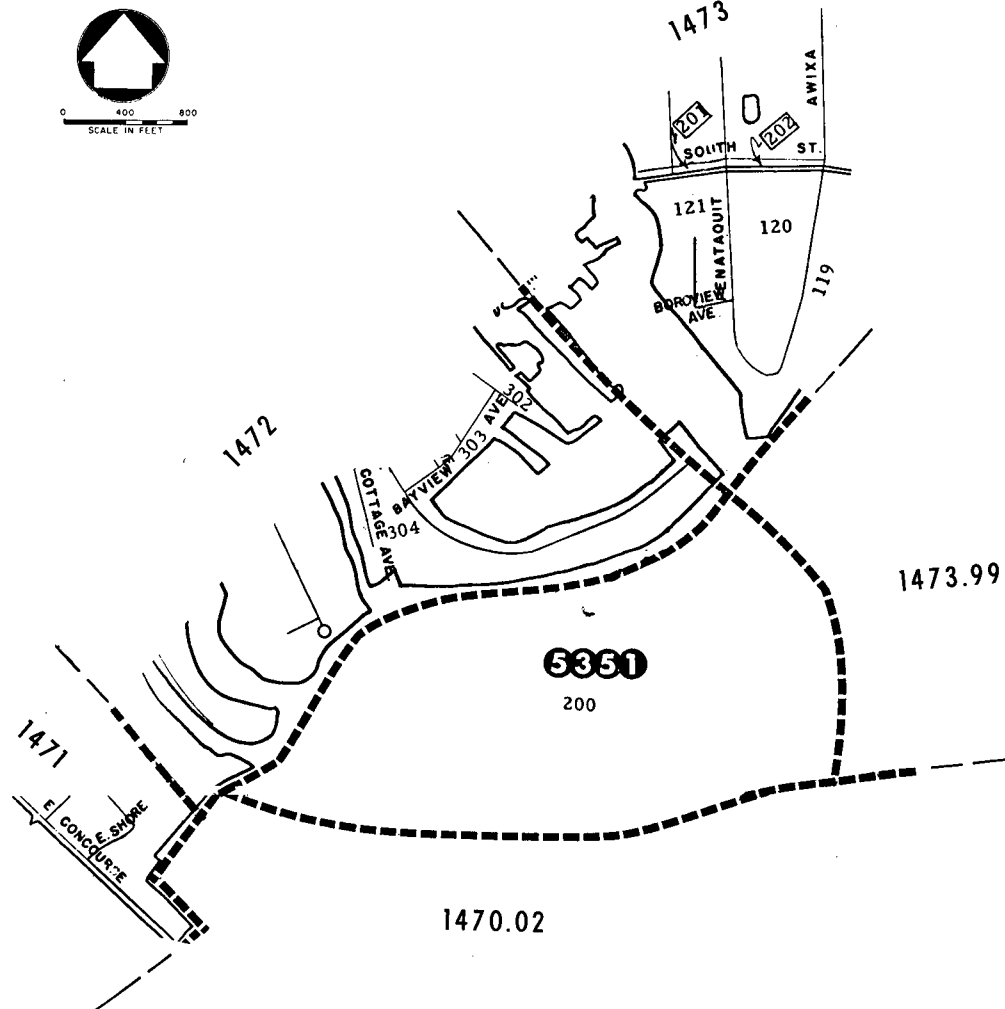 1473
0 400 800
SCALE IN FEET
AWIXA
201
202
SOUTH ST.
121
PENATAQUIT
120
119
BOROVIEW
AVE.
302
BAYVIEW AVE
303
1472
COTTAGE AVE.
304
1473.99
5351
200
1471
E. SHORE
E CONCOURSE
1470.02